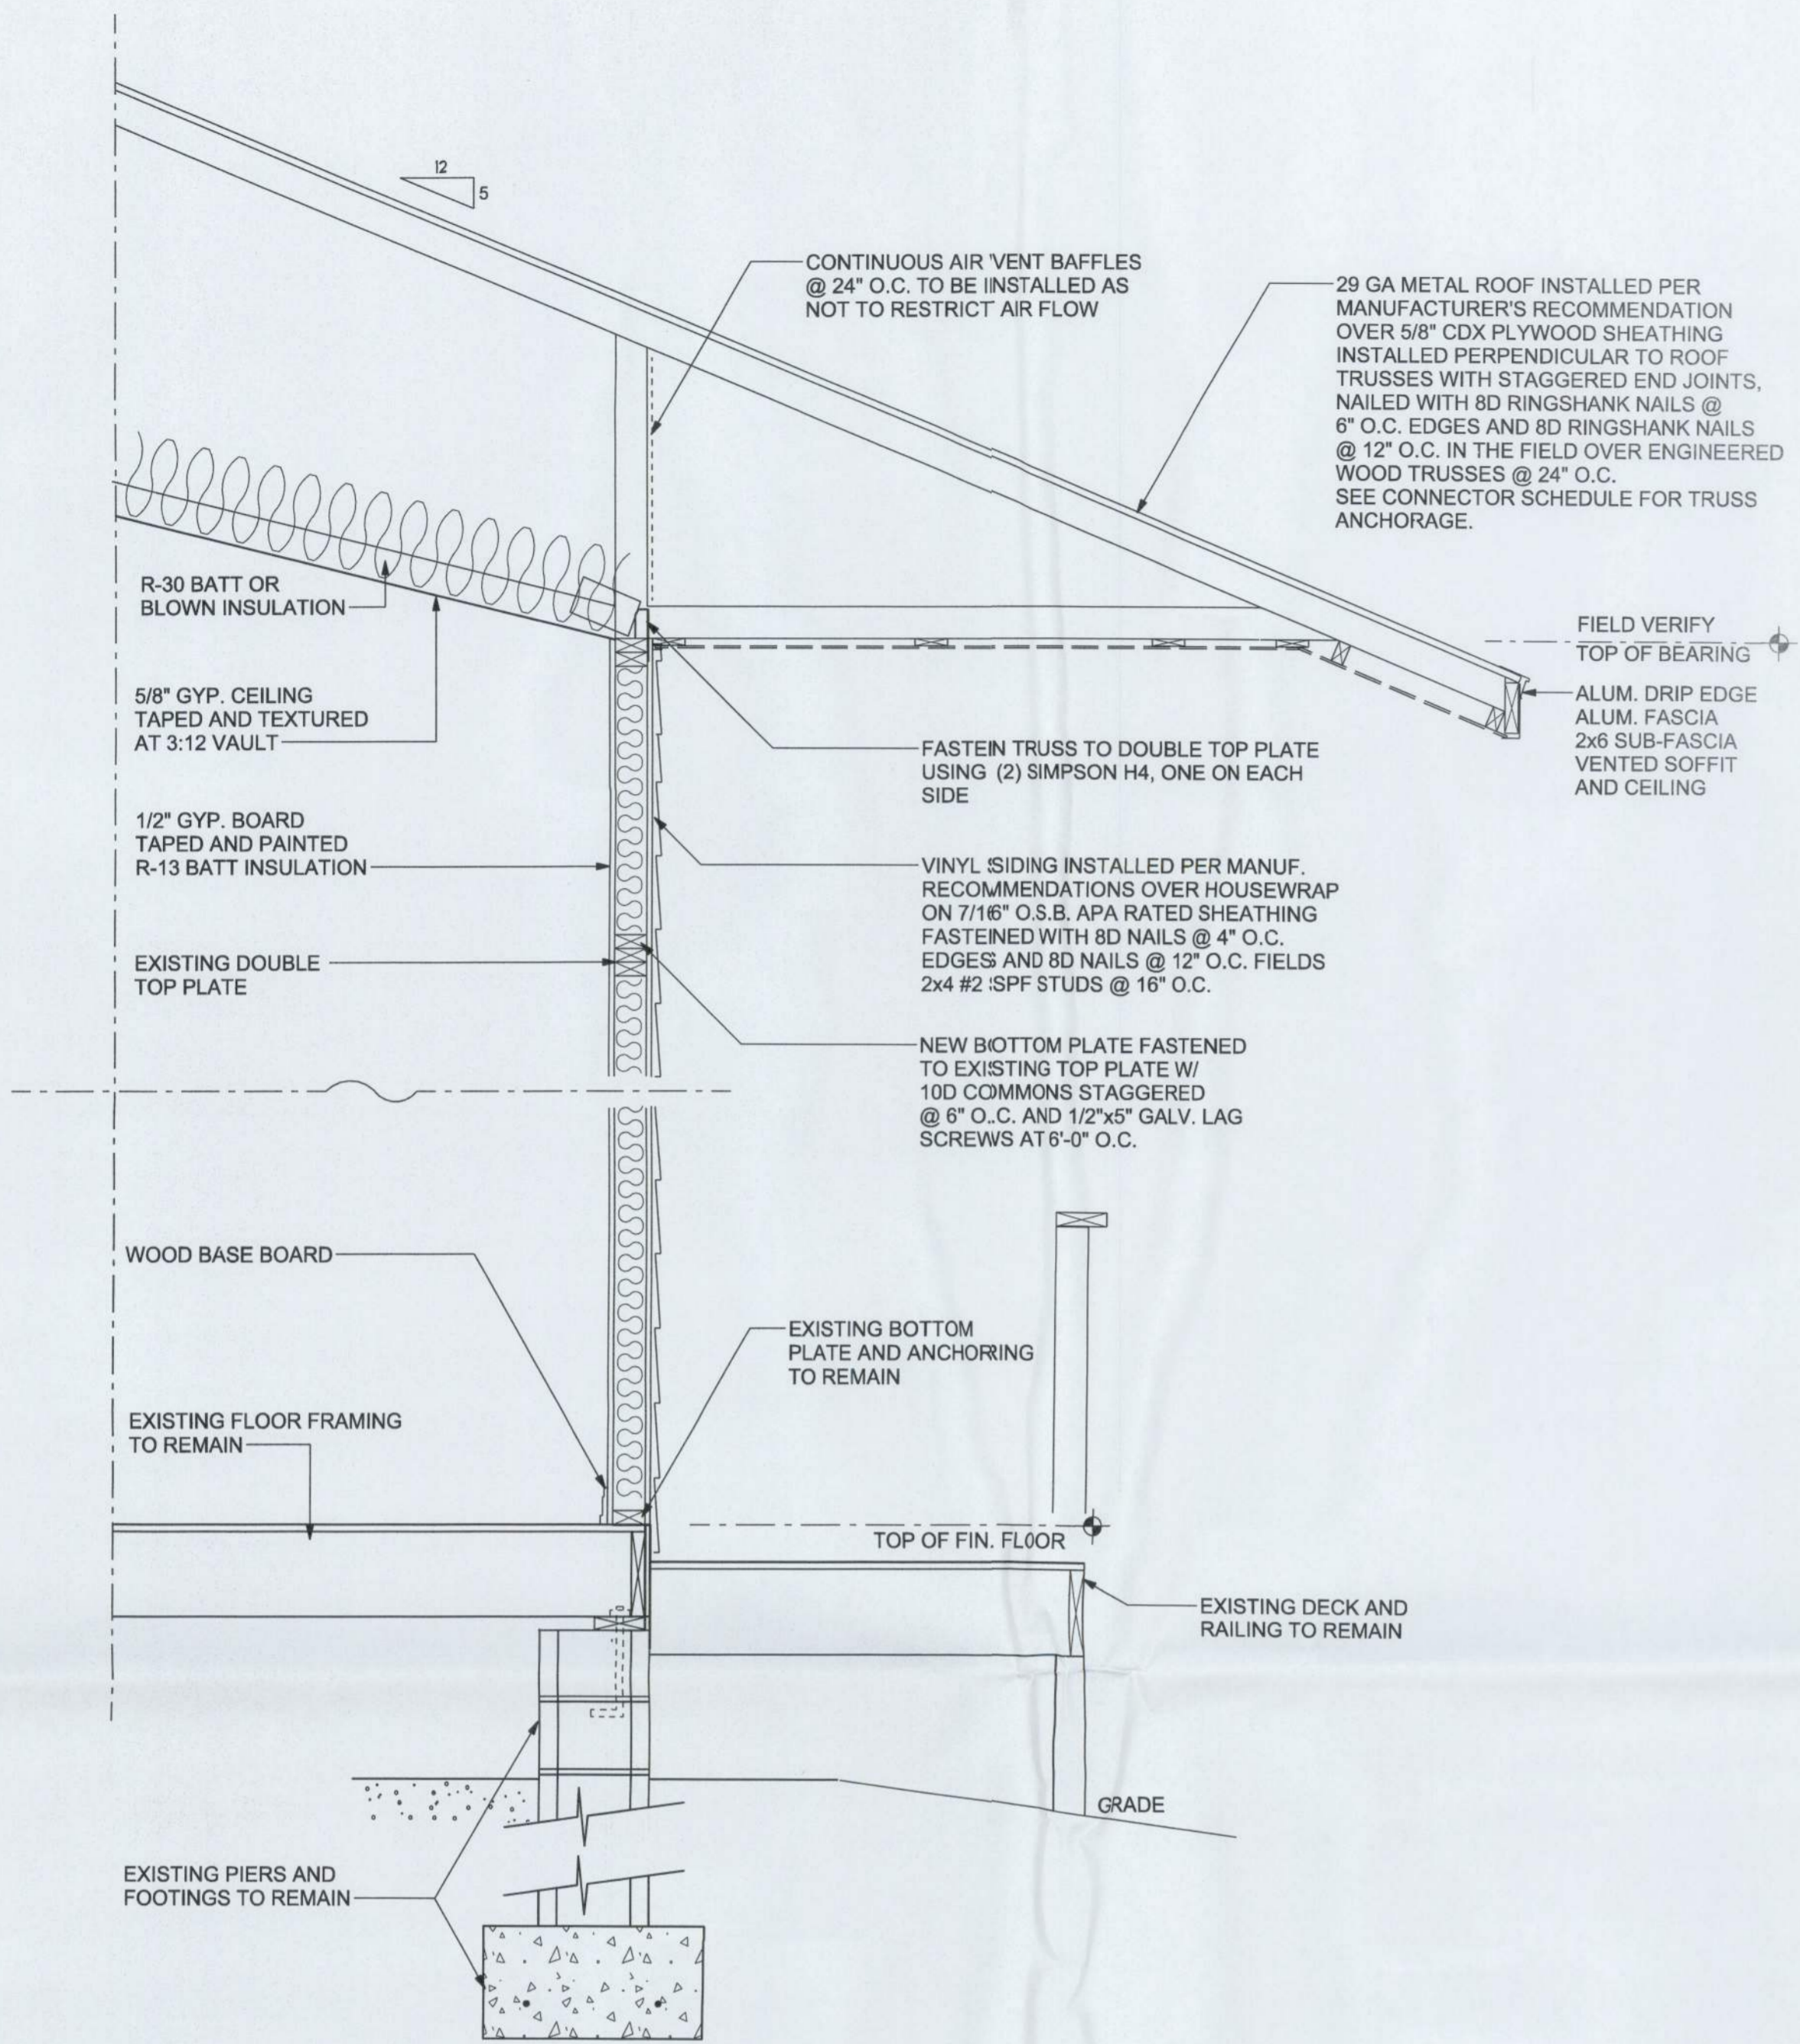 12
5
CONTINUOUS AIR VENT BAFFLES
@ 24" O.C. TO BE INSTALLED AS
NOT TO RESTRICT AIR FLOW
29 GA METAL ROOF INSTALLED PER
MANUFACTURER'S RECOMMENDATION
OVER 5/8" CDX PLYWOOD SHEATHING
INSTALLED PERPENDICULAR TO ROOF
TRUSSES WITH STAGGERED END JOINTS,
NAILED WITH 8D RINGSHANK NAILS @
6" O.C. EDGES AND 8D RINGSHANK NAILS
@ 12" O.C. IN THE FIELD OVER ENGINEERED
WOOD TRUSSES @ 24" O.C.
SEE CONNECTOR SCHEDULE FOR TRUSS
ANCHORAGE.
R-30 BATT OR
BLOWN INSULATION
FIELD VERIFY
TOP OF BEARING
5/8" GYP. CEILING
TAPED AND TEXTURED
AT 3:12 VAULT
ALUM. DRIP EDGE
ALUM. FASCIA
2x6 SUB-FASCIA
VENTED SOFFIT
AND CEILING
FASTEN TRUSS TO DOUBLE TOP PLATE
USING (2) SIMPSON H4, ONE ON EACH
SIDE
1/2" GYP. BOARD
TAPED AND PAINTED
R-13 BATT INSULATION
VINYL SIDING INSTALLED PER MANUF.
RECOMMENDATIONS OVER HOUSEWRAP
ON 7/16" O.S.B. APA RATED SHEATHING
FASTENED WITH 8D NAILS @ 4" O.C.
EDGES AND 8D NAILS @ 12" O.C. FIELDS
2x4 #2 SPF STUDS @ 16" O.C.
EXISTING DOUBLE
TOP PLATE
NEW BOTTOM PLATE FASTENED
TO EXISTING TOP PLATE W/
10D COMMONS STAGGERED
@ 6" O.C. AND 1/2"x5" GALV. LAG
SCREWS AT 6'-0" O.C.
WOOD BASE BOARD
EXISTING BOTTOM
PLATE AND ANCHORING
TO REMAIN
EXISTING FLOOR FRAMING
TO REMAIN
TOP OF FIN. FLOOR
EXISTING DECK AND
RAILING TO REMAIN
GRADE
EXISTING PIERS AND
FOOTINGS TO REMAIN